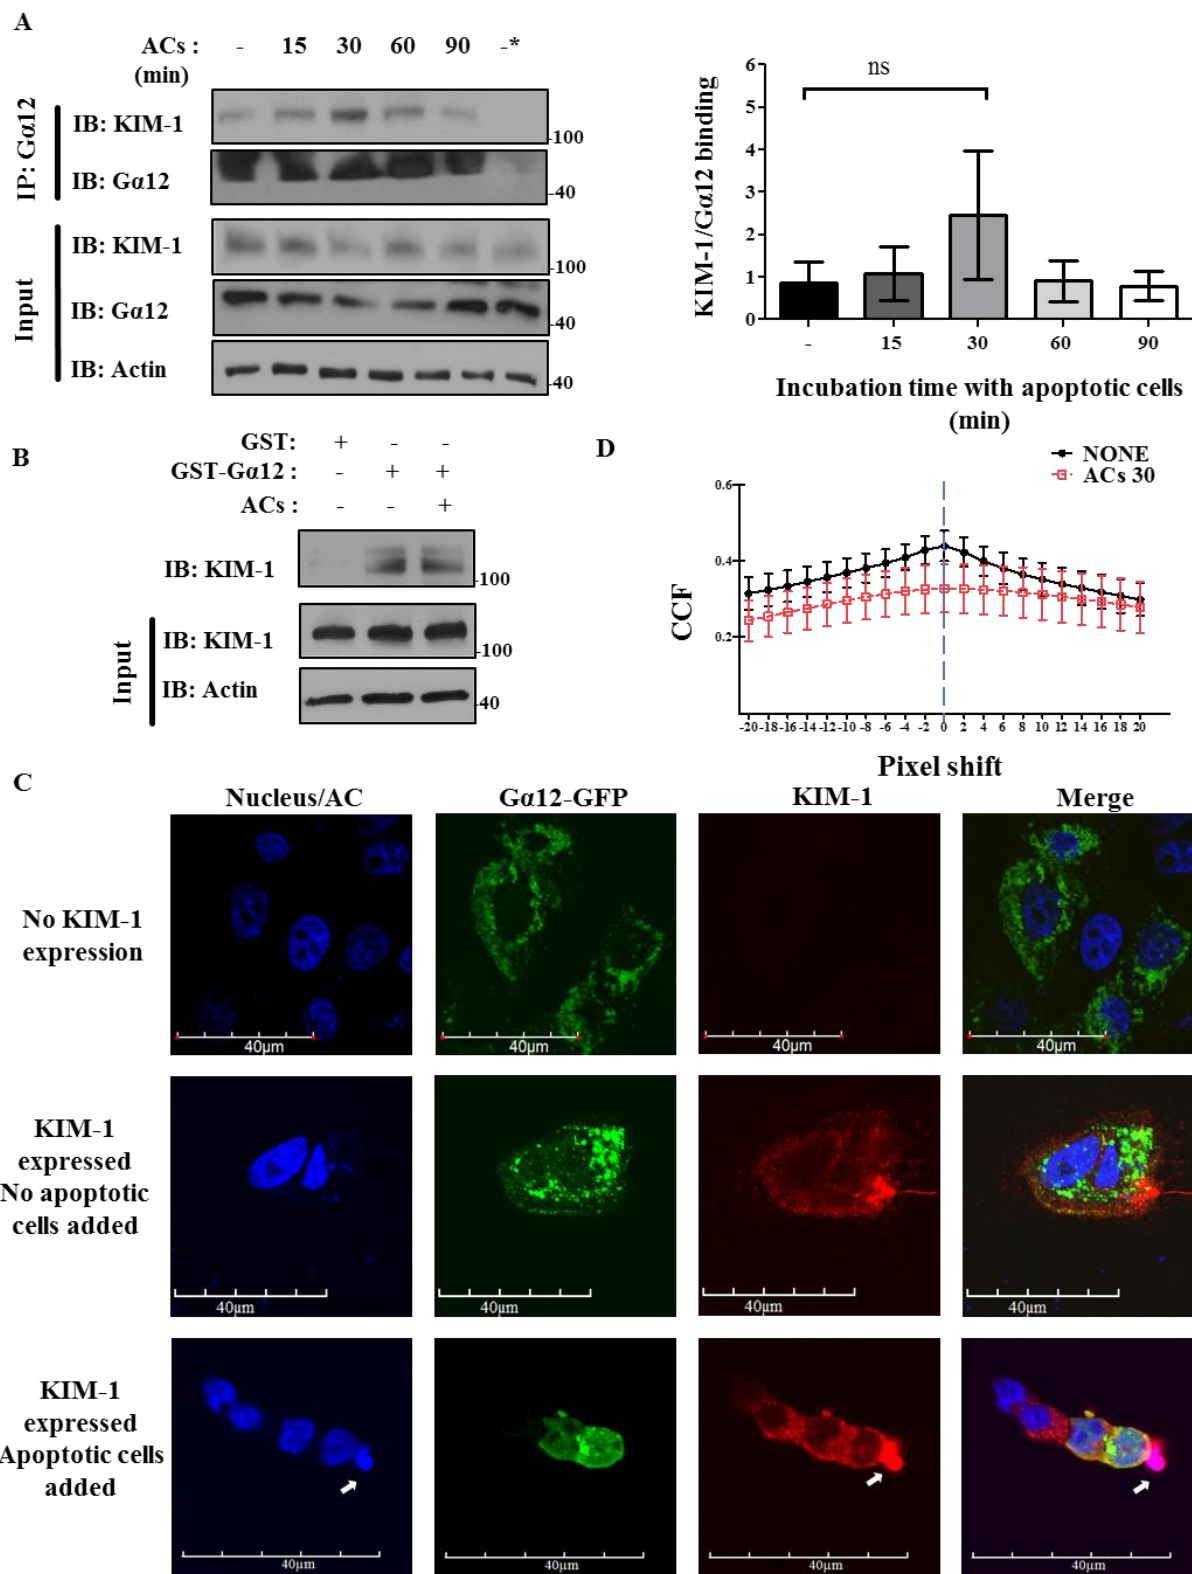 A
ACs : - 15 30 60 90 -*
(min)
IP: Gα12
IB: KIM-1
-100
IB: Gα12
-40
Input
IB: KIM-1
-100
IB: Gα12
-40
IB: Actin
-40
KIM-1/Gα12 binding
6
5
4
3
2
1
0
ns
- 15 30 60 90
Incubation time with apoptotic cells
(min)
B
GST: + - -
GST-Gα12 : - + +
ACs : - - +
IB: KIM-1
-100
Input
IB: KIM-1
-100
IB: Actin
-40
D
NONE
ACs 30
CCF
0.6
0.4
0.2
-20 -18 -16 -14 -12 -10 -8 -6 -4 -2 0 2 4 6 8 10 12 14 16 18 20
Pixel shift
C
Nucleus/AC Gα12-GFP KIM-1 Merge
No KIM-1
expression
40µm 40µm 40µm 40µm
KIM-1
expressed
No apoptotic
cells added
40µm 40µm 40µm 40µm
KIM-1
expressed
Apoptotic cells
added
40µm 40µm 40µm 40µm